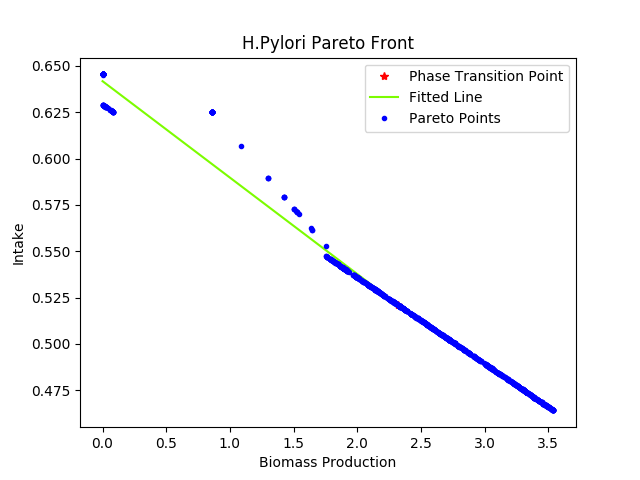 H.Pylori Pareto Front
Phase Transition Point
Fitted Line
Pareto Points
Intake
0.650
0.625
0.600
0.575
0.550
0.525
0.500
0.475
0.0 0.5 1.0 1.5 2.0 2.5 3.0 3.5
Biomass Production